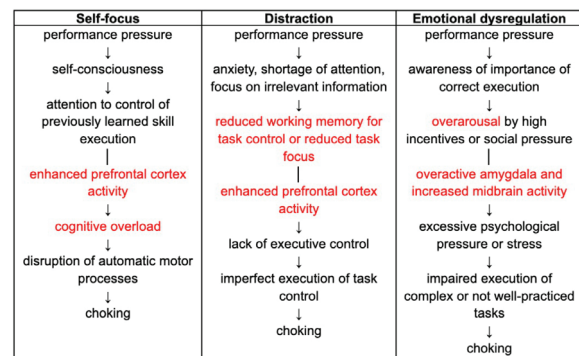 Self-focus
performance pressure
↓
self-consciousness
↓
attention to control of
previously learned skill
execution
|
enhanced prefrontal cortex
activity
↓
cognitive overload
↓
disruption of automatic motor
processes
↓
choking
Distraction
performance pressure
↓
anxiety, shortage of attention,
focus on irrelevant information
↓
reduced working memory for
task control or reduced task
focus
|
enhanced prefrontal cortex
activity
↓
lack of executive control
↓
imperfect execution of task
control
↓
choking
Emotional dysregulation
performance pressure
↓
awareness of importance of
correct execution
↓
overarousal by high
incentives or social pressure
|
overactive amygdala and
increased midbrain activity
↓
excessive psychological
pressure or stress
↓
impaired execution of
complex or not well-practiced
tasks
↓
choking